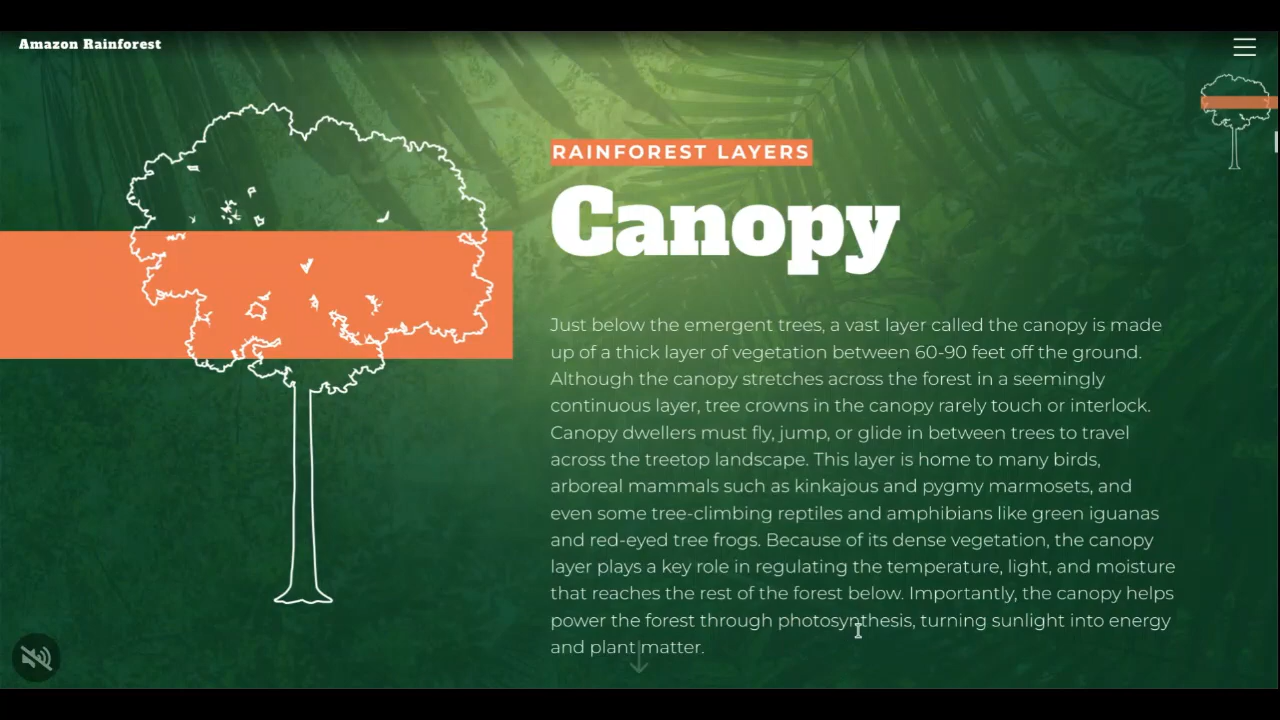 Amazon Rainforest
RAINFOREST LAYERS
Canopy
Just below the emergent trees, a vast layer called the canopy is made
up of a thick layer of vegetation between 60-90 feet off the ground.
Although the canopy stretches across the forest in a seemingly
continuous layer, tree crowns in the canopy rarely touch or interlock.
Canopy dwellers must fly, jump, or glide in between trees to travel
across the treetop landscape. This layer is home to many birds,
arboreal mammals such as kinkajous and pygmy marmosets, and
even some tree-climbing reptiles and amphibians like green iguanas
and red-eyed tree frogs. Because of its dense vegetation, the canopy
layer plays a key role in regulating the temperature, light, and moisture
that reaches the rest of the forest below. Importantly, the canopy helps
power the forest through photosynthesis, turning sunlight into energy
and plant matter.